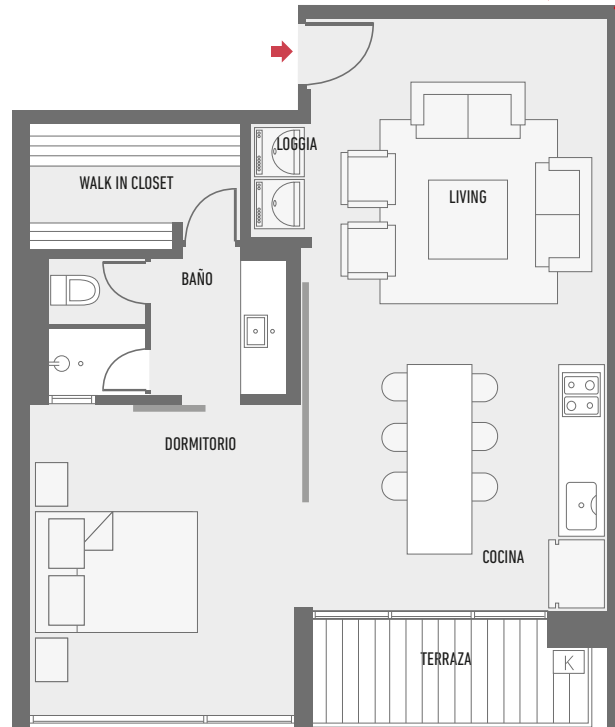 LOGGIA
WALK IN CLOSET
LIVING
BAÑO
DORMITORIO
COCINA
TERRAZA
K